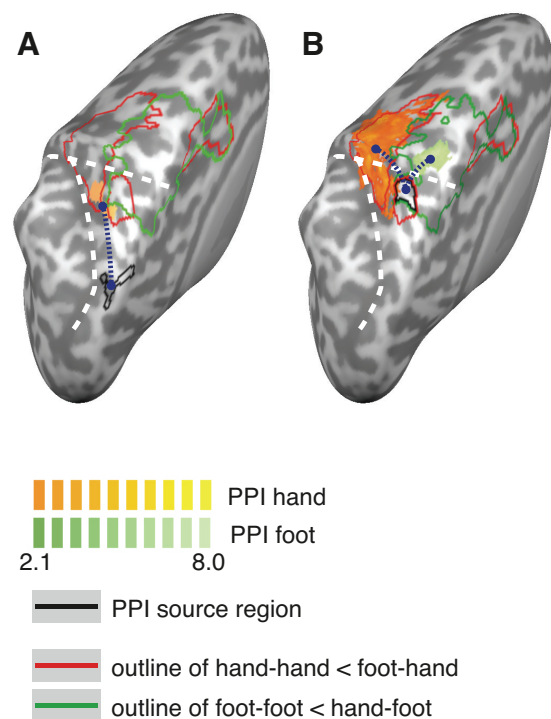 A B
PPI hand
PPI foot
2.1 8.0
PPI source region
outline of hand-hand < foot-hand
outline of foot-foot < hand-foot